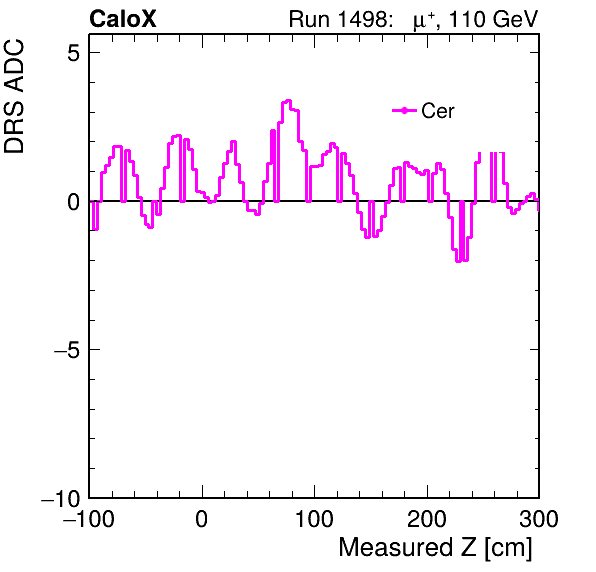 CaloX Run 1498: μ⁺, 110 GeV
DRS ADC
5
Cer
0
−5
−10
−100 0 100 200 300
Measured Z [cm]